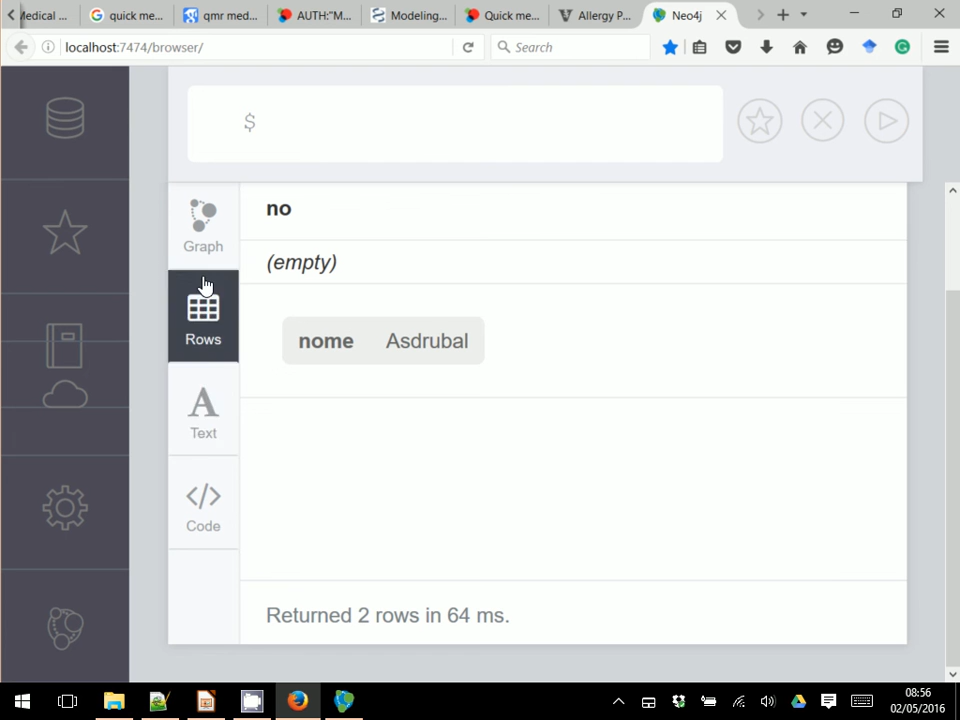 Medical ...
quick me...
qmr med...
AUTH:"M...
Modeling...
Quick me...
Allergy P...
Neo4j
localhost:7474/browser/
Search
$
Graph
no
(empty)
Rows
nome Asdrubal
Text
Code
Returned 2 rows in 64 ms.
08:56
02/05/2016